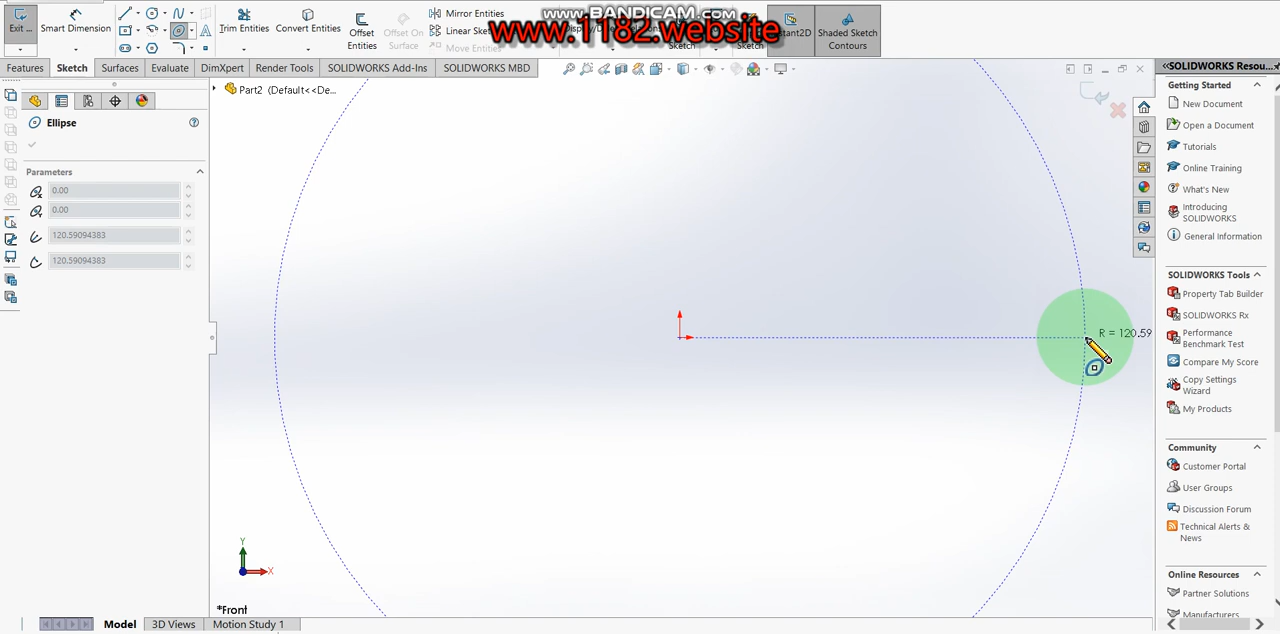 www.BANDICAM.com
www.1182.website
Exit ...
Smart Dimension
Trim Entities
Convert Entities
Offset Entities
Offset On Surface
Mirror Entities
Linear Sk
Move Entities
Sketch
Sketch
tant2D
Shaded Sketch Contours
Features
Sketch
Surfaces
Evaluate
DimXpert
Render Tools
SOLIDWORKS Add-Ins
SOLIDWORKS MBD
Part2 (Default<<De...
Ellipse
Parameters
0.00
0.00
120.59094383
120.59094383
R = 120.59
Y
X
*Front
Model
3D Views
Motion Study 1
SOLIDWORKS Resou...
Getting Started
New Document
Open a Document
Tutorials
Online Training
What's New
Introducing
SOLIDWORKS
General Information
SOLIDWORKS Tools
Property Tab Builder
SOLIDWORKS Rx
Performance
Benchmark Test
Compare My Score
Copy Settings
Wizard
My Products
Community
Customer Portal
User Groups
Discussion Forum
Technical Alerts &
News
Online Resources
Partner Solutions
Manufacturers